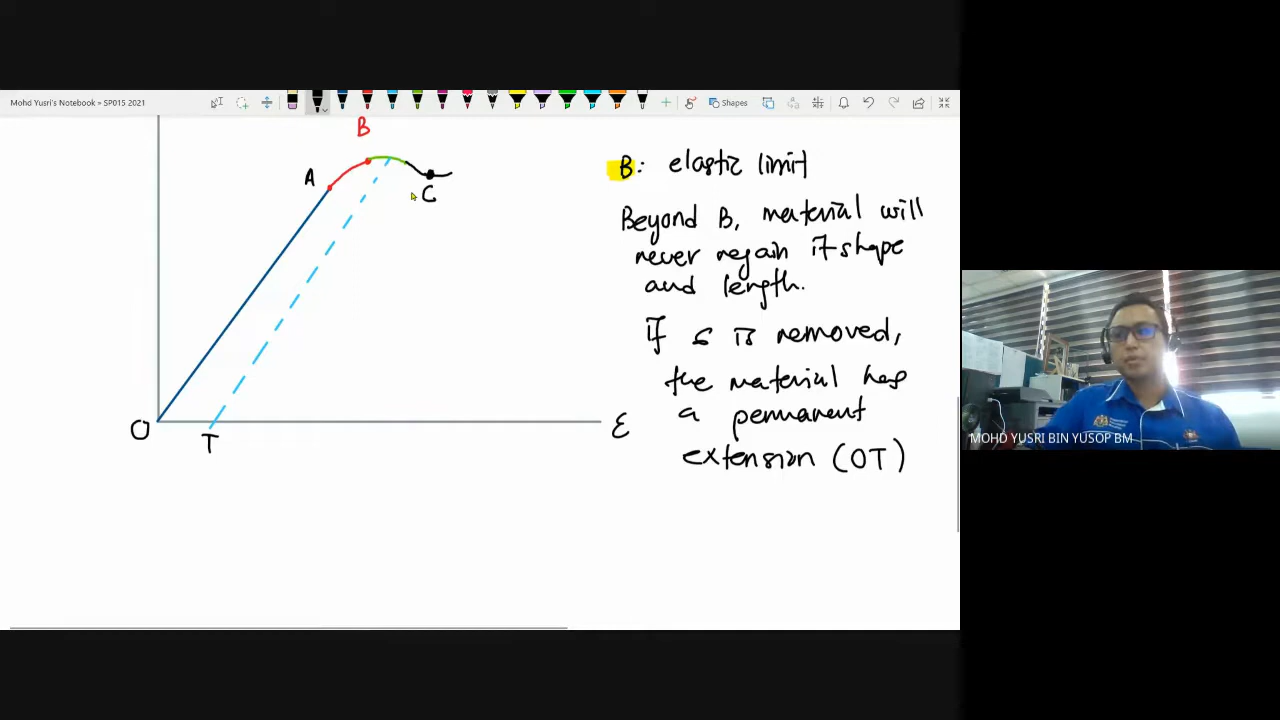 Mohd Yusri's Notebook » SP015 2021
Shapes
B
A
C
O
T
ε
B: elastic limit
Beyond B, material will
never regain it shape
and length.
If σ is removed,
the material has
a permanent
extension (OT)
MOHD YUSRI BIN YUSOP BM